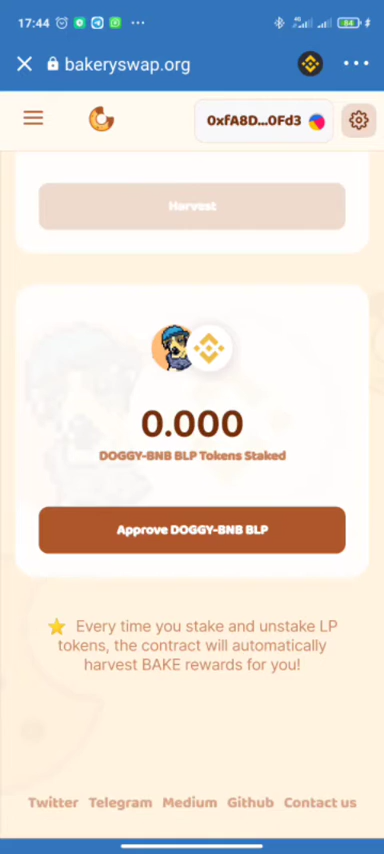 17:44
4G
64
bakeryswap.org
0xfA8D...0Fd3
Harvest
0.000
DOGGY-BNB BLP Tokens Staked
Approve DOGGY-BNB BLP
Every time you stake and unstake LP
tokens, the contract will automatically
harvest BAKE rewards for you!
Twitter Telegram Medium Github Contact us